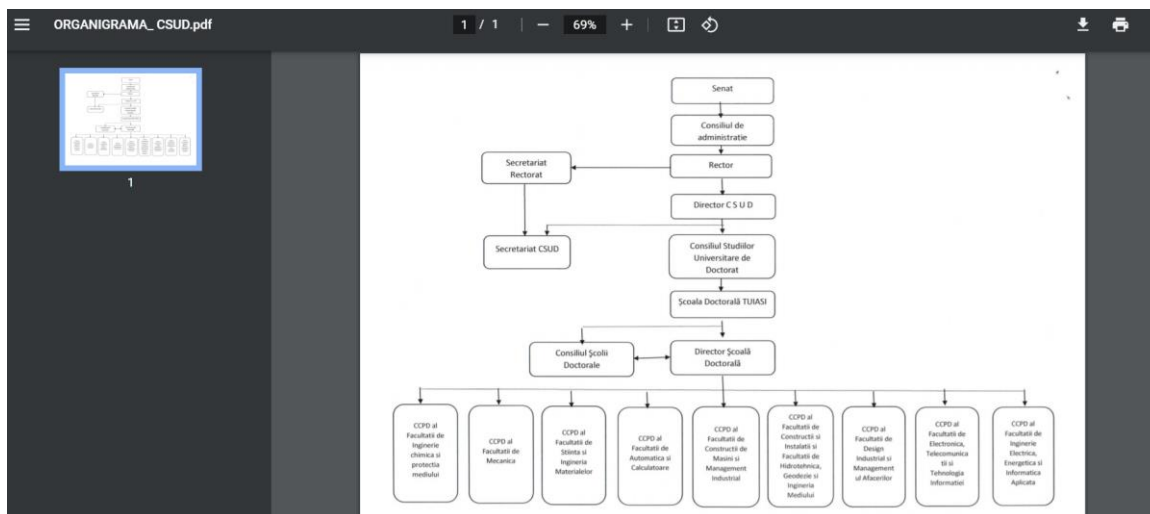 ORGANIGRAMA_ CSUD.pdf
1 / 1
69%
1
Senat
Consiliul de
administratie
Secretariat
Rectorat
Rector
Director C S U D
Secretariat CSUD
Consiliul Studiilor
Universitare de
Doctorat
Școala Doctorală TUIASI
Consiliul Școlii
Doctorale
Director Școală
Doctorală
CCPD al
Facultatii de
Inginerie
chimica si
protectia
mediului
CCPD al
Facultatii de
Mecanica
CCPD al
Facultatii de
Stiinta si
Ingineria
Materialelor
CCPD al
Facultatii de
Automatica si
Calculatoare
CCPD al
Facultatii de
Constructii de
Masini si
Management
Industrial
CCPD al
Facultatii de
Constructii si
Instalatii si
Facultatii de
Hidrotehnica,
Geodezie si
Ingineria
Mediului
CCPD al
Facultatii de
Design
Industrial si
Management
ul Afacerilor
CCPD al
Facultatii de
Electronica,
Telecomunica
tii si
Tehnologia
Informatiei
CCPD al
Facultatii de
Inginerie
Electrica,
Energetica si
Informatica
Aplicata